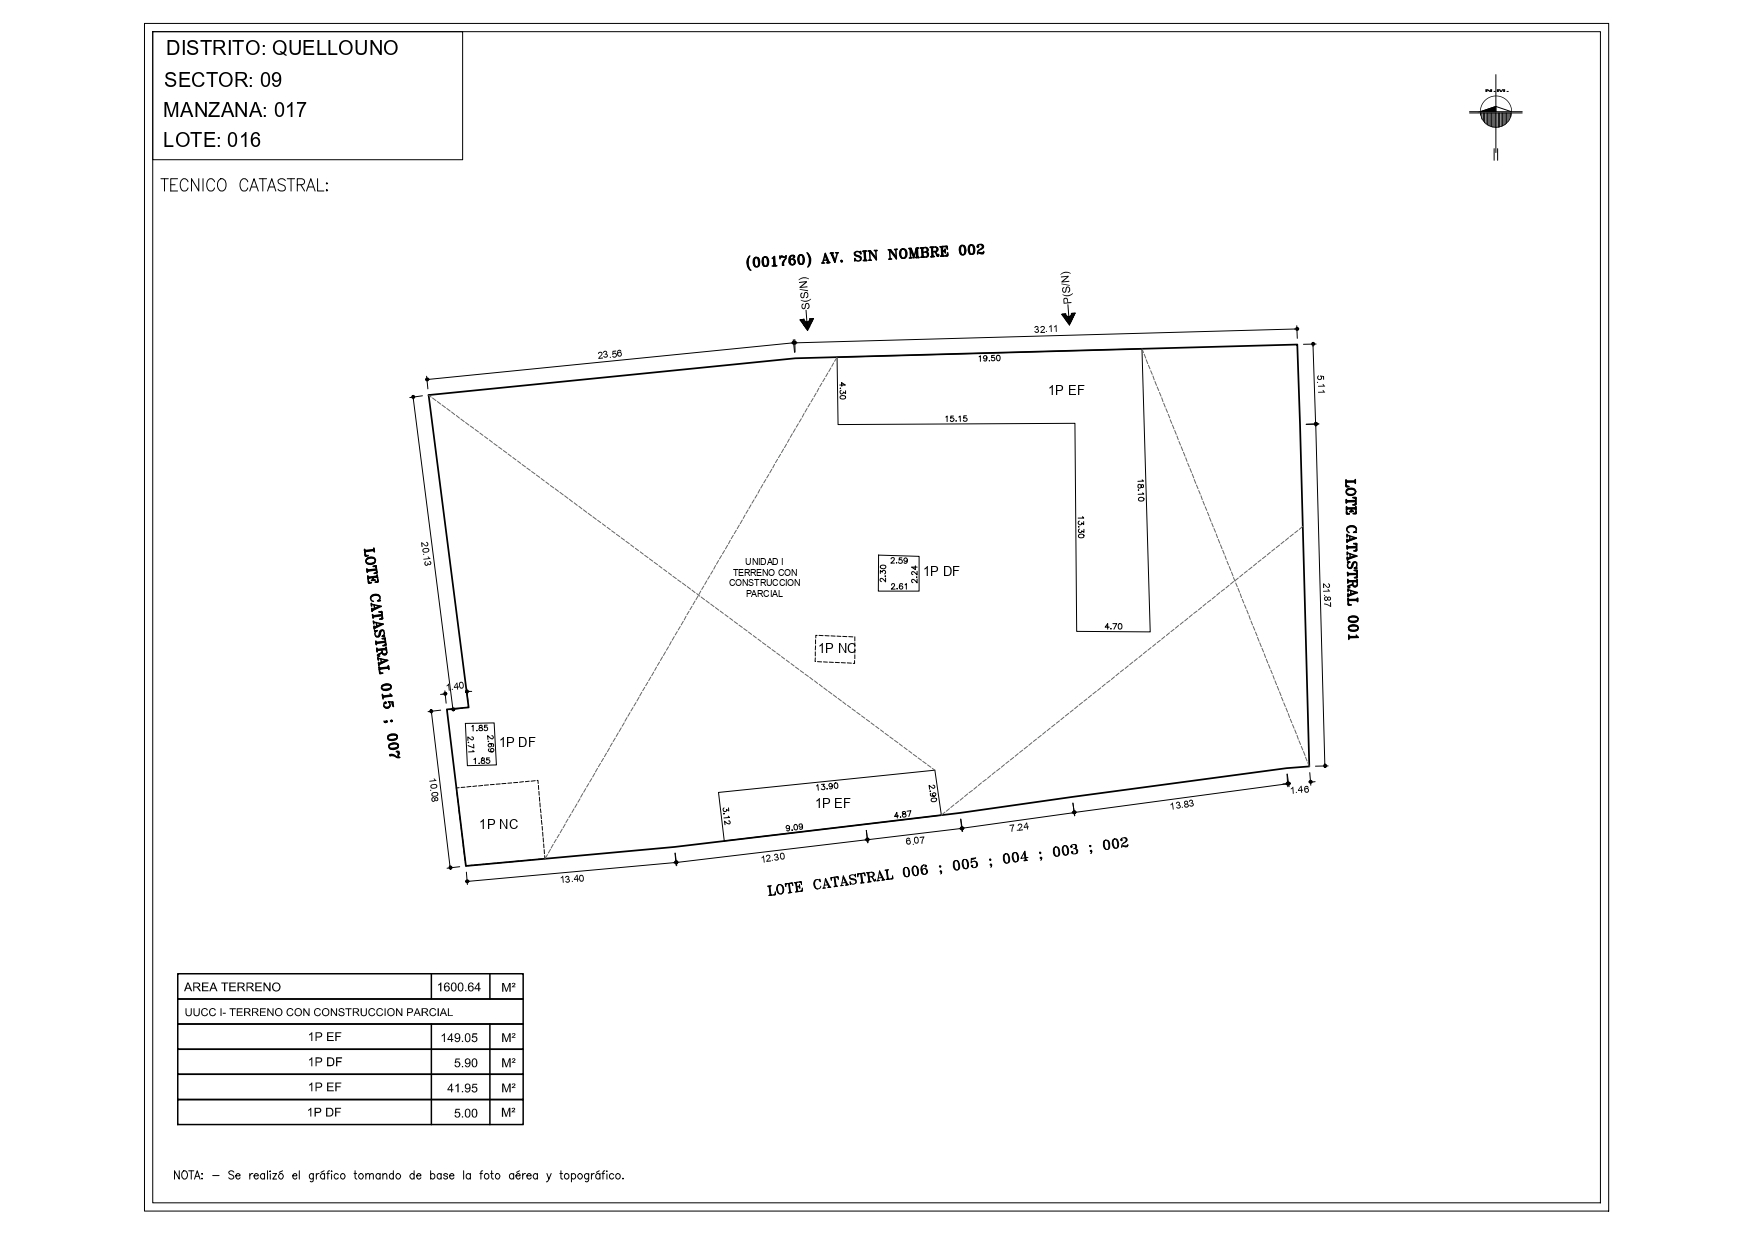 DISTRITO: QUELLOUNO
SECTOR: 09
MANZANA: 017
LOTE: 016
TECNICO CATASTRAL:
N.M.
(001760) AV. SIN NOMBRE 002
S(S/N)
P(S/N)
32.11
23.56
19.50
5.11
4.30
1P EF
15.15
18.10
13.30
20.13
LOTE CATASTRAL 001
LOTE CATASTRAL 015 ; 007
UNIDAD I
TERRENO CON
CONSTRUCCION
PARCIAL
2.59
2.30
2.24
2.61
1P DF
21.87
4.70
1P NC
1.40
1.85
2.71
2.69
1.85
1P DF
10.08
13.90
2.90
3.12
1P EF
4.87
9.09
1P NC
1.46
13.83
7.24
6.07
12.30
13.40
LOTE CATASTRAL 006 ; 005 ; 004 ; 003 ; 002
AREA TERRENO 1600.64 M²
UUCC I- TERRENO CON CONSTRUCCION PARCIAL
1P EF 149.05 M²
1P DF 5.90 M²
1P EF 41.95 M²
1P DF 5.00 M²
NOTA: – Se realizó el gráfico tomando de base la foto aérea y topográfico.